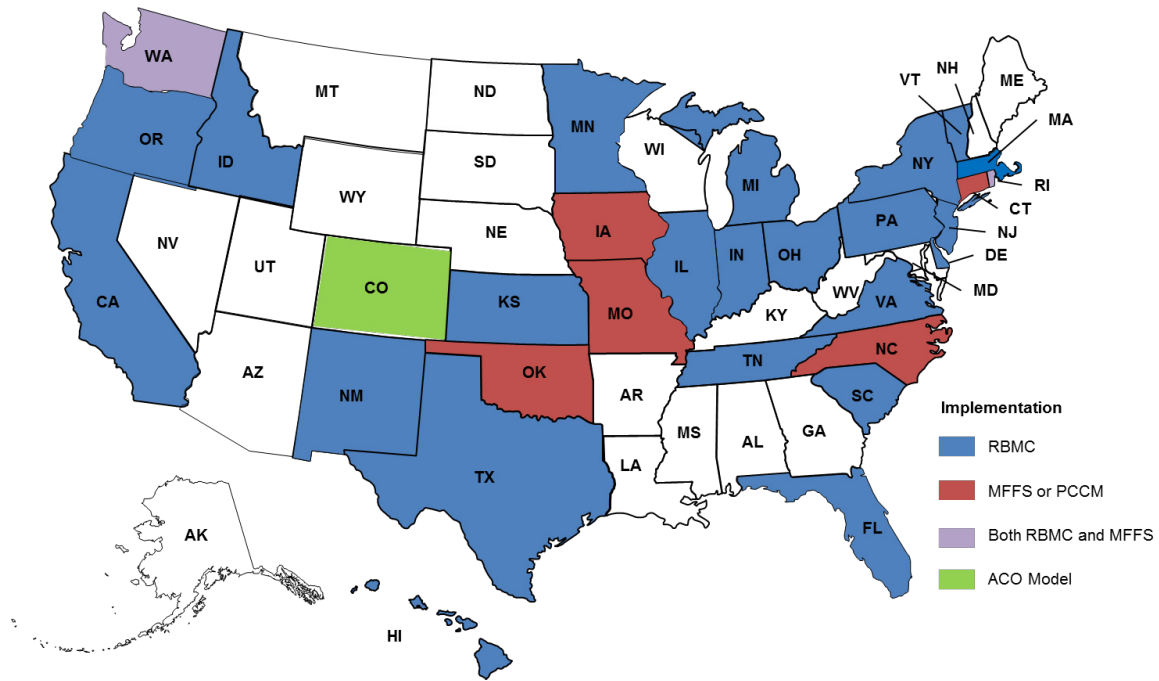 WA
MT
ND
MN
VT
NH
ME
MA
OR
ID
SD
WI
NY
MI
WY
RI
CT
NJ
NE
IA
PA
NV
UT
CO
IL
IN
OH
DE
CA
KS
MO
WV
VA
MD
KY
AZ
NM
OK
TN
NC
AR
SC
MS
AL
GA
LA
TX
FL
AK
HI
Implementation
RBMC
MFFS or PCCM
Both RBMC and MFFS
ACO Model